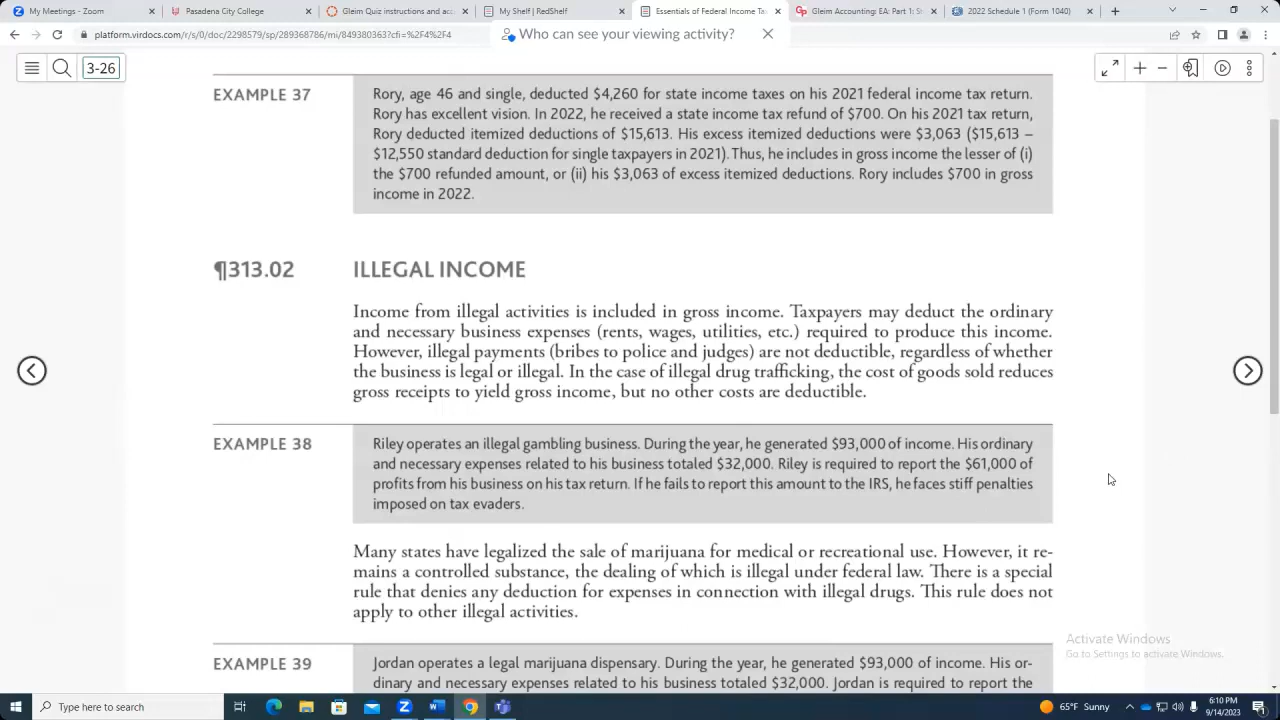 My Meetings - Zoom
Pasadena City College
Gleim Quiz instructions and acc
My Shelf | RedShelf
Essentials of Federal Income Ta
Gleim Accounting: EA: Part 1: S
2022 Schedule 1 (Form 1040)
platform.virdocs.com/r/s/0/doc/2298579/sp/289368786/mi/849380363?cfi=%2F4%2F4
Who can see your viewing activity?
3-26
EXAMPLE 37
Rory, age 46 and single, deducted $4,260 for state income taxes on his 2021 federal income tax return.
Rory has excellent vision. In 2022, he received a state income tax refund of $700. On his 2021 tax return,
Rory deducted itemized deductions of $15,613. His excess itemized deductions were $3,063 ($15,613 –
$12,550 standard deduction for single taxpayers in 2021). Thus, he includes in gross income the lesser of (i)
the $700 refunded amount, or (ii) his $3,063 of excess itemized deductions. Rory includes $700 in gross
income in 2022.
¶313.02 ILLEGAL INCOME
Income from illegal activities is included in gross income. Taxpayers may deduct the ordinary
and necessary business expenses (rents, wages, utilities, etc.) required to produce this income.
However, illegal payments (bribes to police and judges) are not deductible, regardless of whether
the business is legal or illegal. In the case of illegal drug trafficking, the cost of goods sold reduces
gross receipts to yield gross income, but no other costs are deductible.
EXAMPLE 38
Riley operates an illegal gambling business. During the year, he generated $93,000 of income. His ordinary
and necessary expenses related to his business totaled $32,000. Riley is required to report the $61,000 of
profits from his business on his tax return. If he fails to report this amount to the IRS, he faces stiff penalties
imposed on tax evaders.
Many states have legalized the sale of marijuana for medical or recreational use. However, it re-
mains a controlled substance, the dealing of which is illegal under federal law. There is a special
rule that denies any deduction for expenses in connection with illegal drugs. This rule does not
apply to other illegal activities.
EXAMPLE 39
Jordan operates a legal marijuana dispensary. During the year, he generated $93,000 of income. His or-
dinary and necessary expenses related to his business totaled $32,000. Jordan is required to report the
Activate Windows
Go to Settings to activate Windows.
Type here to search
65°F Sunny
6:10 PM
9/14/2023